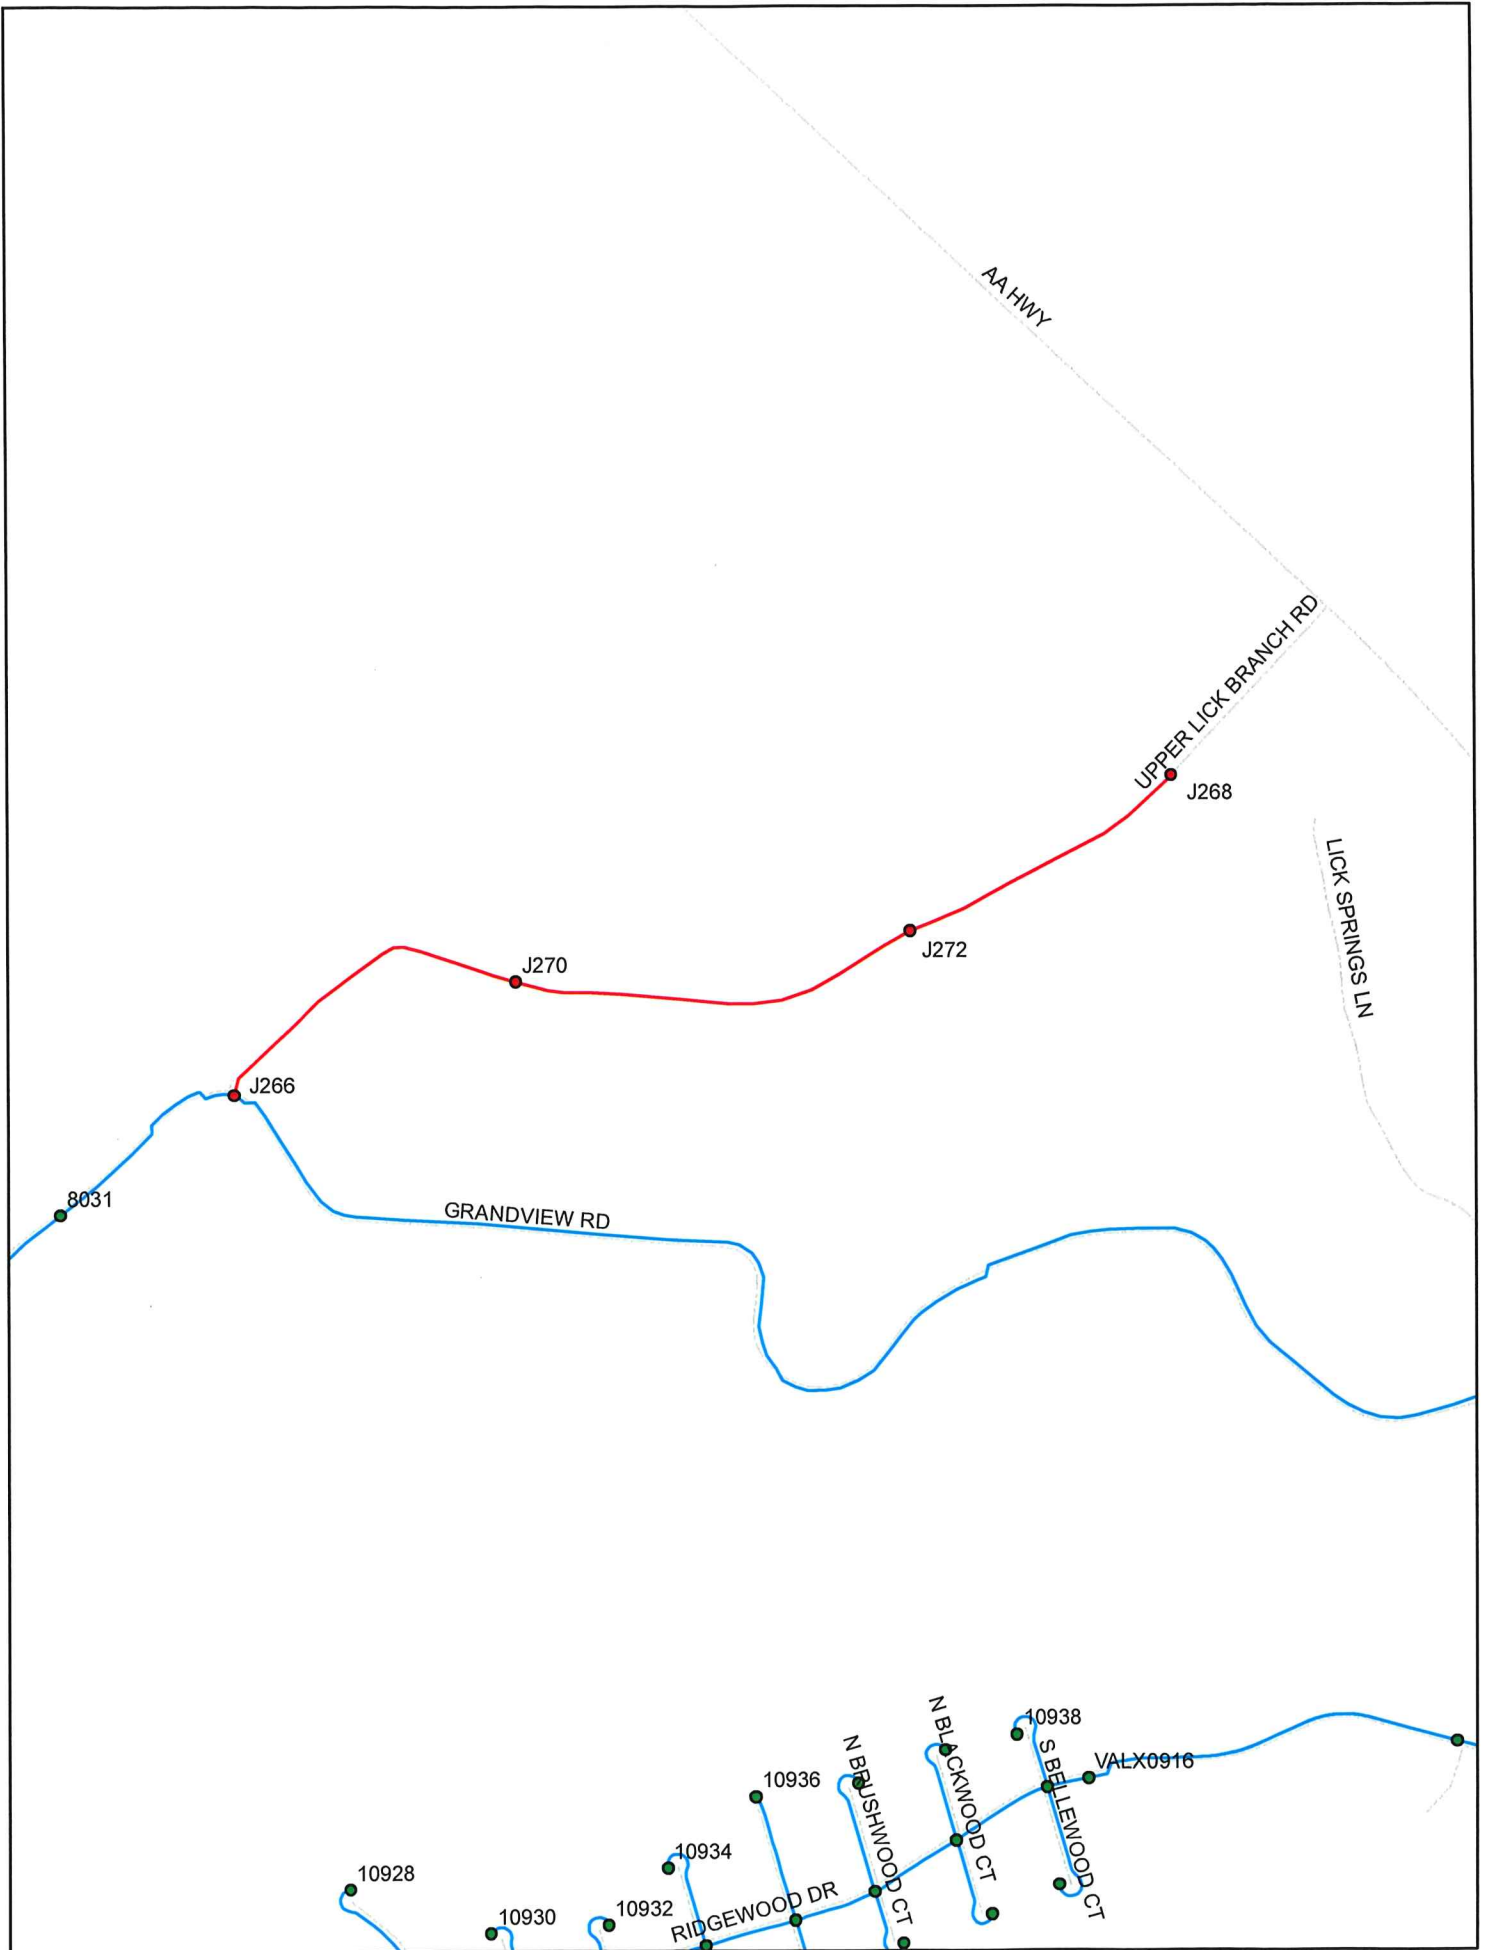 AA HWY
UPPER LICK BRANCH RD
J268
LICK SPRINGS LN
J272
J270
J266
8031
GRANDVIEW RD
10938
N BLACKWOOD CT
S BELLEWOOD CT
VALX0916
N BRUSHWOOD CT
10936
10934
10928
RIDGEWOOD DR
10932
10930